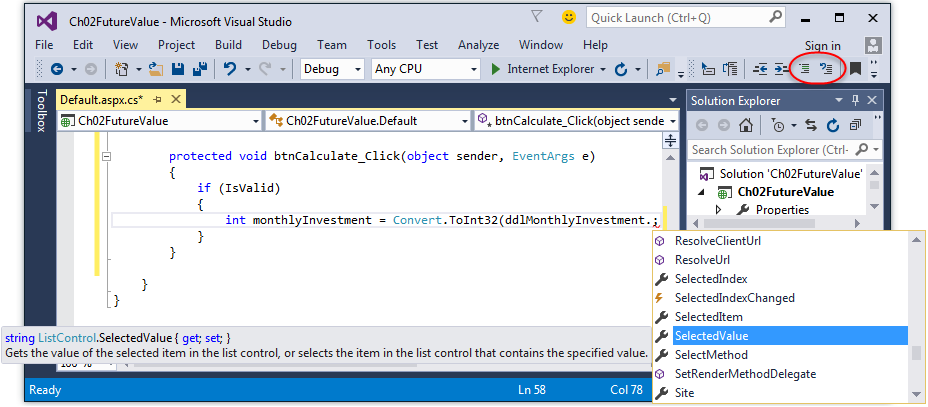 Ch02FutureValue - Microsoft Visual Studio
Quick Launch (Ctrl+Q)
File Edit View Project Build Debug Team Tools Test Analyze Window Help
Sign in
Debug Any CPU Internet Explorer
Toolbox
Default.aspx.cs*
Ch02FutureValue Ch02FutureValue.Default btnCalculate_Click(object sende
Solution Explorer
Search Solution Explorer (Ctrl-
Solution 'Ch02FutureValue'
Ch02FutureValue
Properties
protected void btnCalculate_Click(object sender, EventArgs e)
{
if (IsValid)
{
int monthlyInvestment = Convert.ToInt32(ddlMonthlyInvestment.;
}
}
}
}
ResolveClientUrl
ResolveUrl
SelectedIndex
SelectedIndexChanged
SelectedItem
SelectedValue
SelectMethod
SetRenderMethodDelegate
Site
string ListControl.SelectedValue { get; set; }
Gets the value of the selected item in the list control, or selects the item in the list control that contains the specified value.
100 %
Ready Ln 58 Col 78